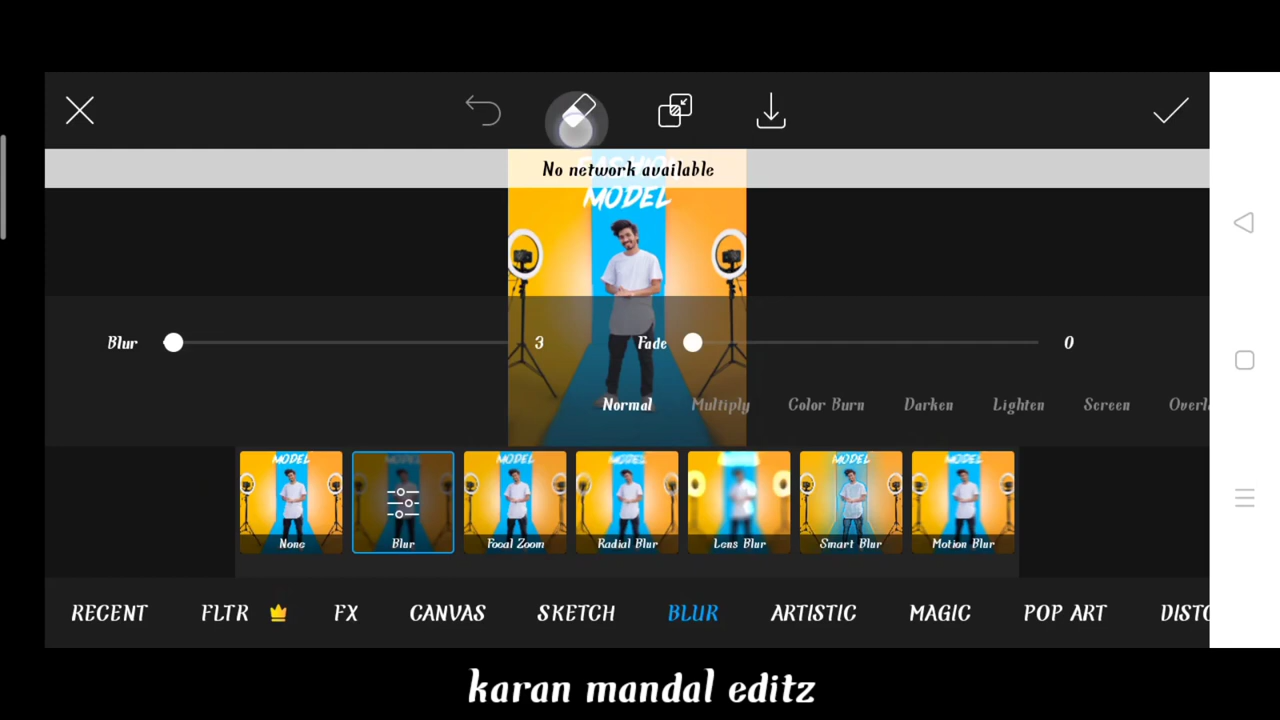 No network available
MODEL
Blur 3 Fade 0
Normal Multiply Color Burn Darken Lighten Screen Overl
MODEL MODEL MODEL MODEL MODEL
None Blur Focal Zoom Radial Blur Lens Blur Smart Blur Motion Blur
RECENT FLTR FX CANVAS SKETCH BLUR ARTISTIC MAGIC POP ART DISTO
karan mandal editz